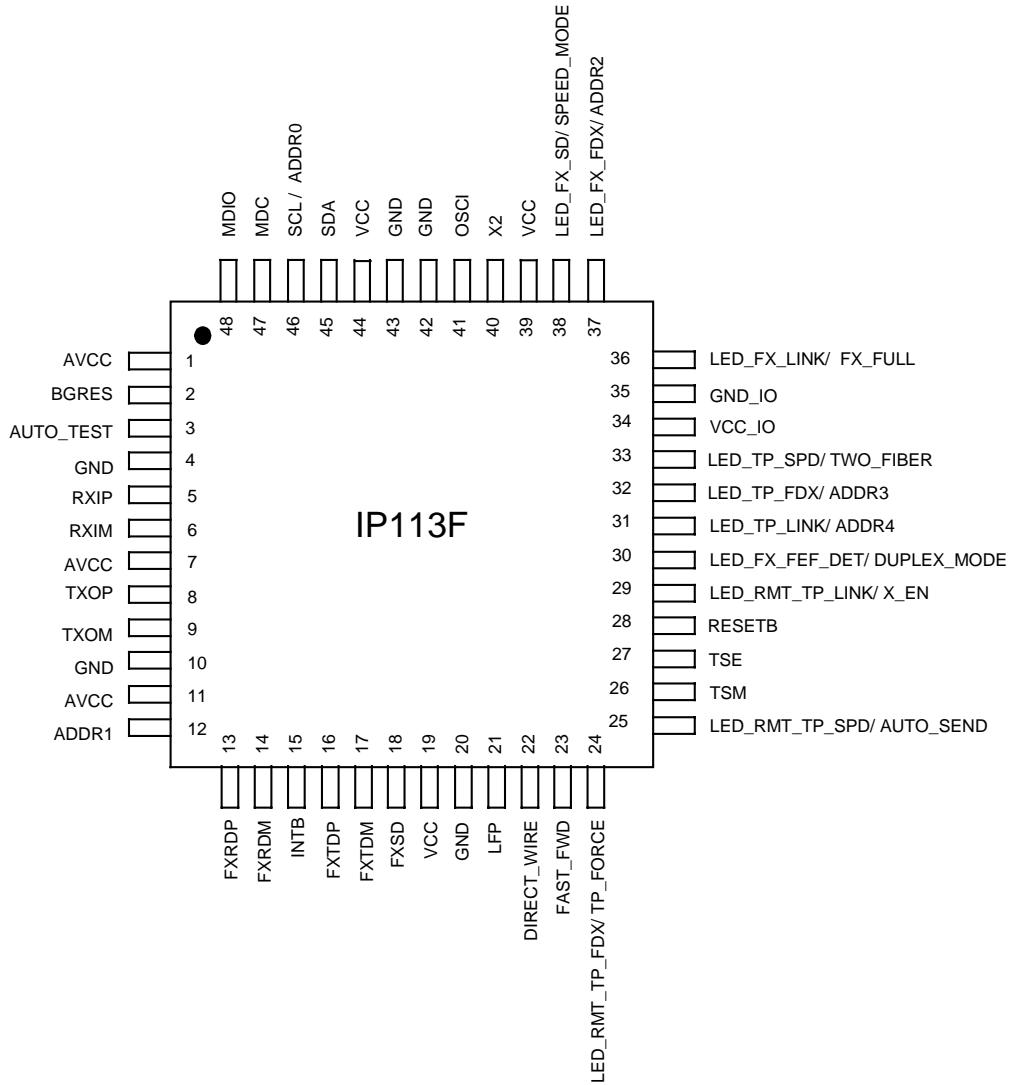 MDIO
MDC
SCL / ADDR0
SDA
VCC
GND
GND
OSCI
X2
VCC
LED_FX_SD/ SPEED_MODE
LED_FX_FDX/ ADDR2
48
47
46
45
44
43
42
41
40
39
38
37
AVCC 1
BGRES 2
AUTO_TEST 3
GND 4
RXIP 5
RXIM 6
AVCC 7
TXOP 8
TXOM 9
GND 10
AVCC 11
ADDR1 12
IP113F
36 LED_FX_LINK/ FX_FULL
35 GND_IO
34 VCC_IO
33 LED_TP_SPD/ TWO_FIBER
32 LED_TP_FDX/ ADDR3
31 LED_TP_LINK/ ADDR4
30 LED_FX_FEF_DET/ DUPLEX_MODE
29 LED_RMT_TP_LINK/ X_EN
28 RESETB
27 TSE
26 TSM
25 LED_RMT_TP_SPD/ AUTO_SEND
13
14
15
16
17
18
19
20
21
22
23
24
FXRDP
FXRDM
INTB
FXTDP
FXTDM
FXSD
VCC
GND
LFP
DIRECT_WIRE
FAST_FWD
LED_RMT_TP_FDX/ TP_FORCE